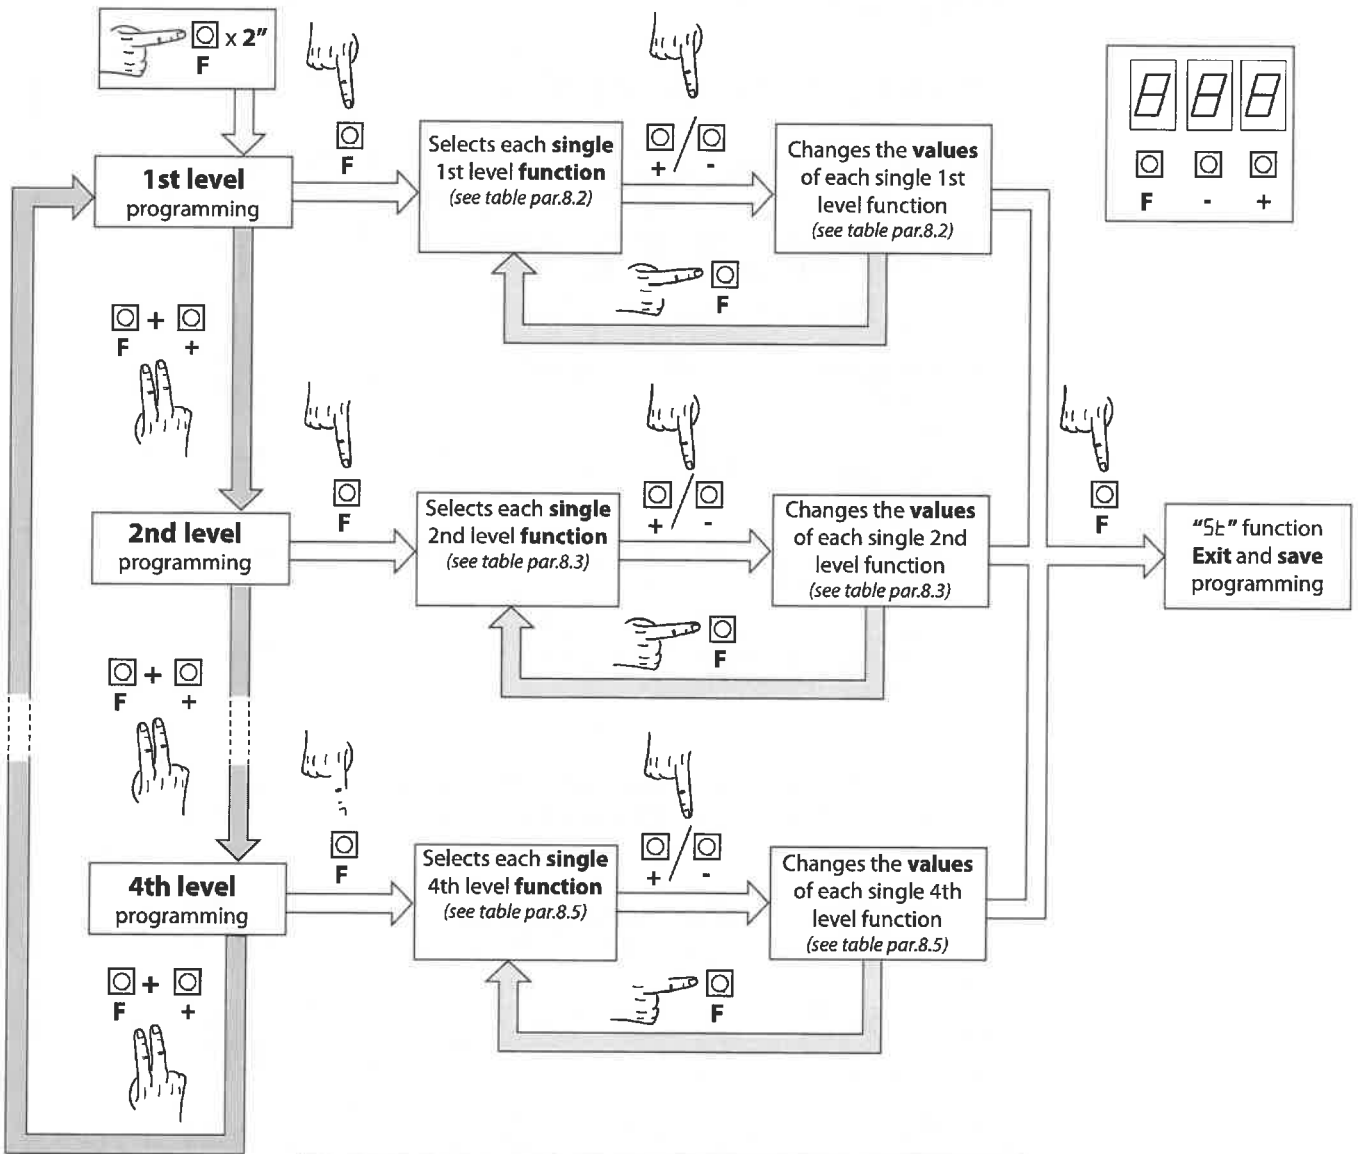 x 2"
F
F
+ / -
F - +
1st level
programming
Selects each single
1st level function
(see table par.8.2)
Changes the values
of each single 1st
level function
(see table par.8.2)
F
F + +
F
+ / -
F
2nd level
programming
Selects each single
2nd level function
(see table par.8.3)
Changes the values
of each single 2nd
level function
(see table par.8.3)
"St" function
Exit and save
programming
F
F + +
F
+ / -
4th level
programming
Selects each single
4th level function
(see table par.8.5)
Changes the values
of each single 4th
level function
(see table par.8.5)
F
F + +